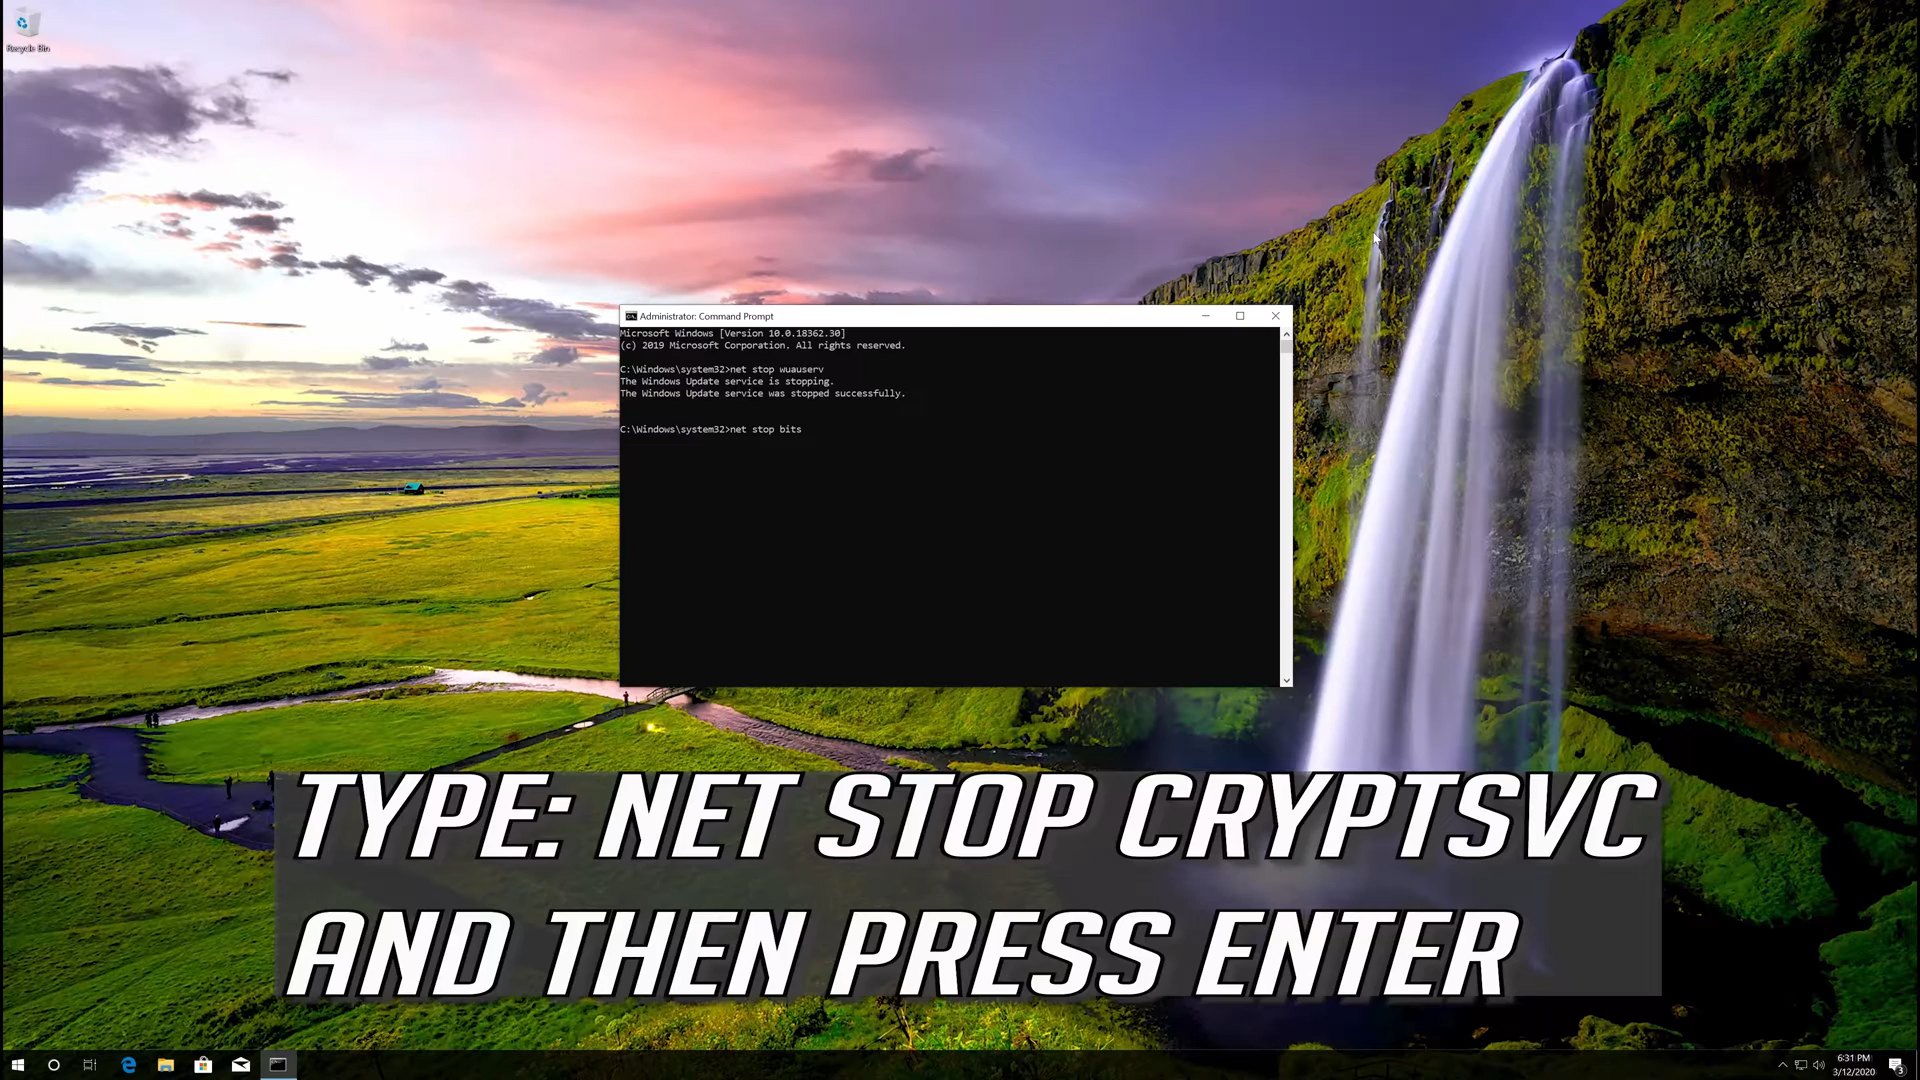 Recycle Bin
Administrator: Command Prompt
Microsoft Windows [Version 10.0.18362.30]
(c) 2019 Microsoft Corporation. All rights reserved.
C:\Windows\system32>net stop wuauserv
The Windows Update service is stopping.
The Windows Update service was stopped successfully.
C:\Windows\system32>net stop bits
TYPE: NET STOP CRYPTSVC
AND THEN PRESS ENTER
6:31 PM
3/12/2020
3